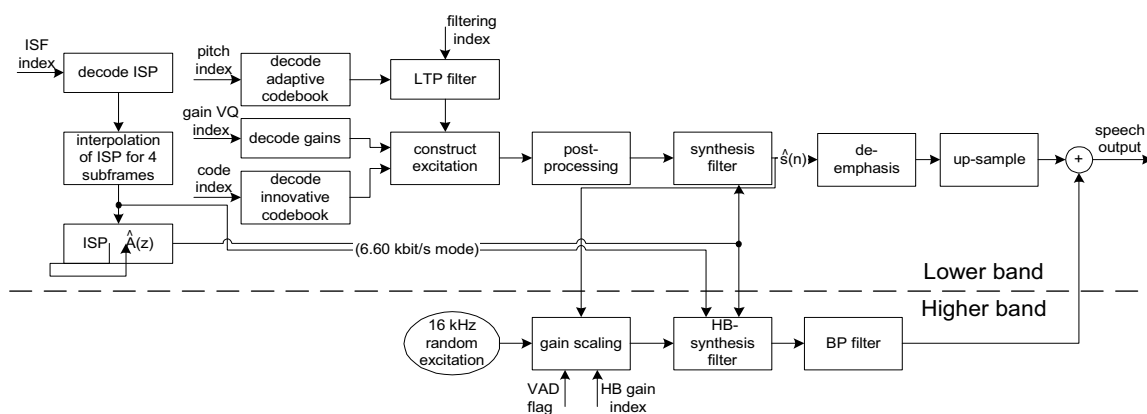 ISF
index
decode ISP
interpolation
of ISP for 4
subframes
ISP Â(z)
pitch
index
decode
adaptive
codebook
filtering
index
LTP filter
gain VQ
index
decode gains
code
index
decode
innovative
codebook
construct
excitation
post-
processing
synthesis
filter
ŝ(n)
de-
emphasis
up-sample
+
speech
output
(6.60 kbit/s mode)
Lower band
Higher band
16 kHz
random
excitation
gain scaling
VAD
flag
HB gain
index
HB-
synthesis
filter
BP filter